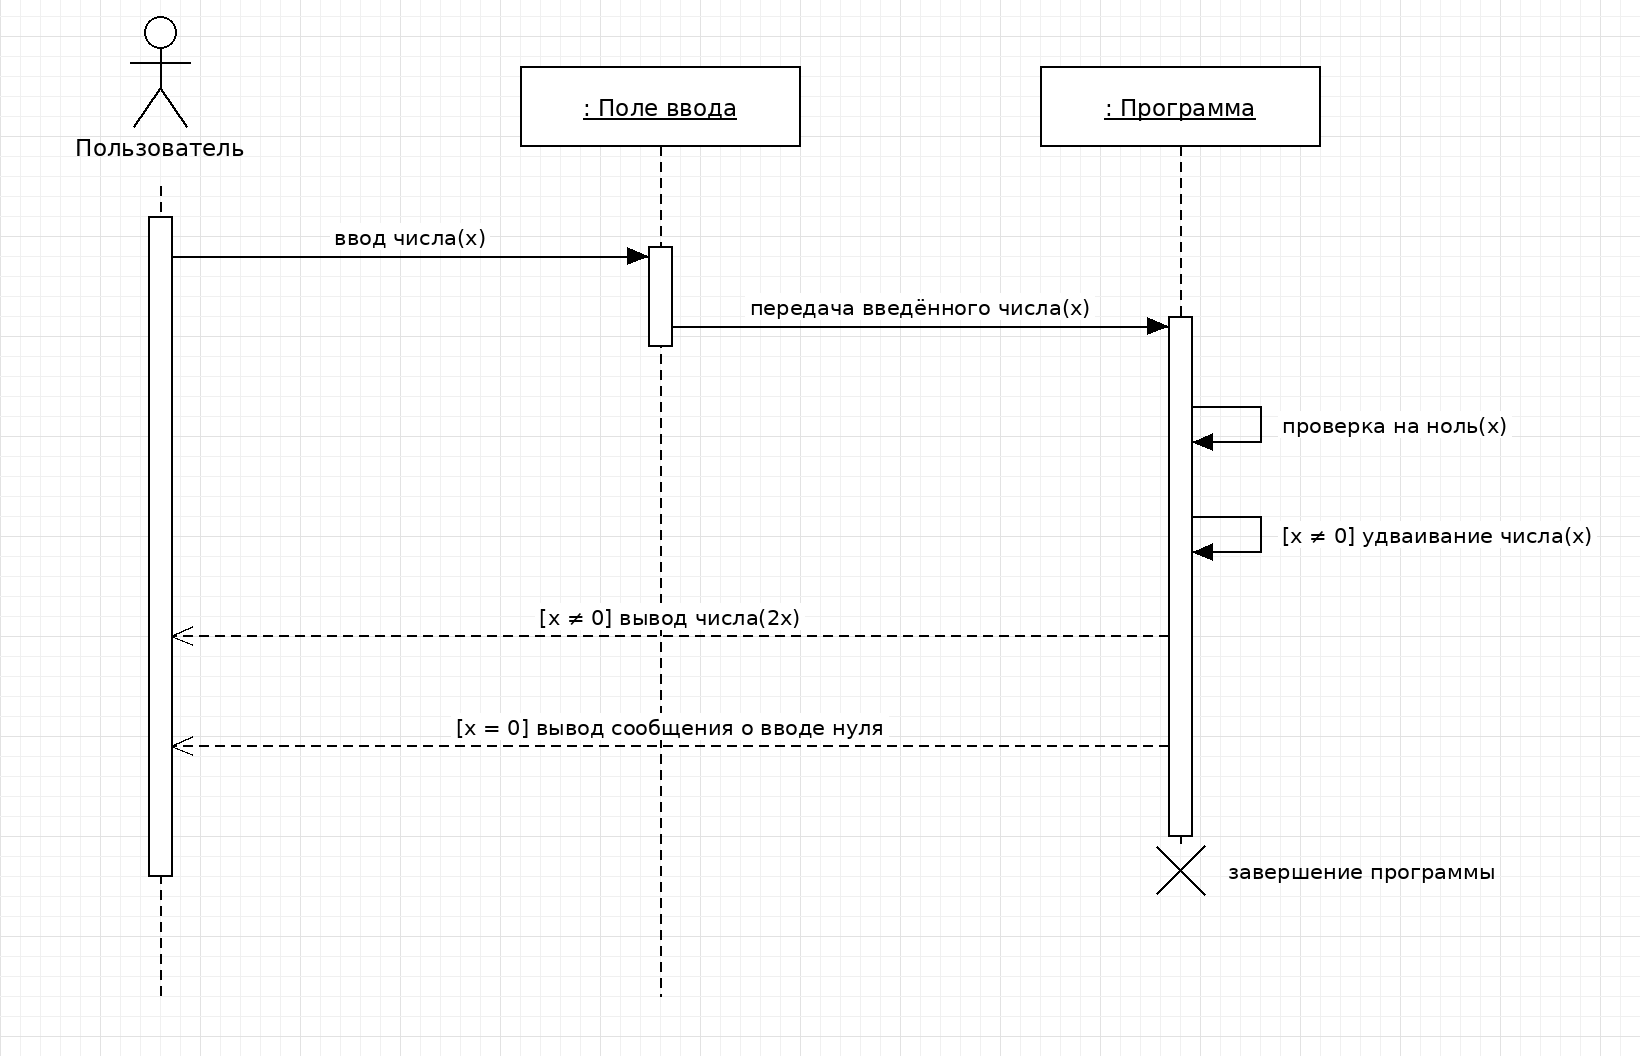 Пользователь
: Поле ввода
: Программа
ввод числа(x)
передача введённого числа(x)
проверка на ноль(x)
[x ≠ 0] удваивание числа(x)
[x ≠ 0] вывод числа(2x)
[x = 0] вывод сообщения о вводе нуля
завершение программы